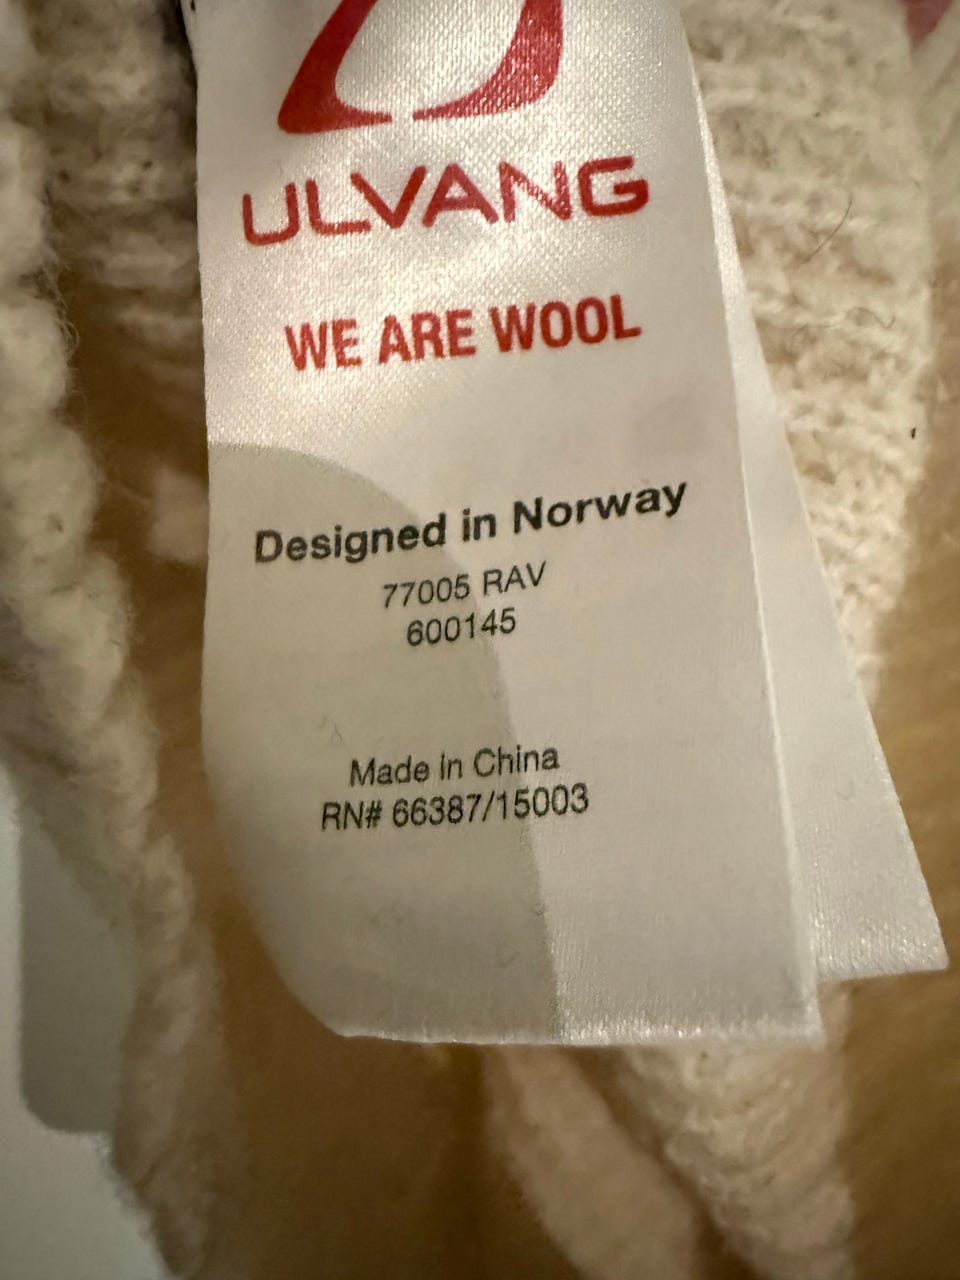 ULVANG
WE ARE WOOL
Designed in Norway
77005 RAV
600145
Made in China
RN# 66387/15003